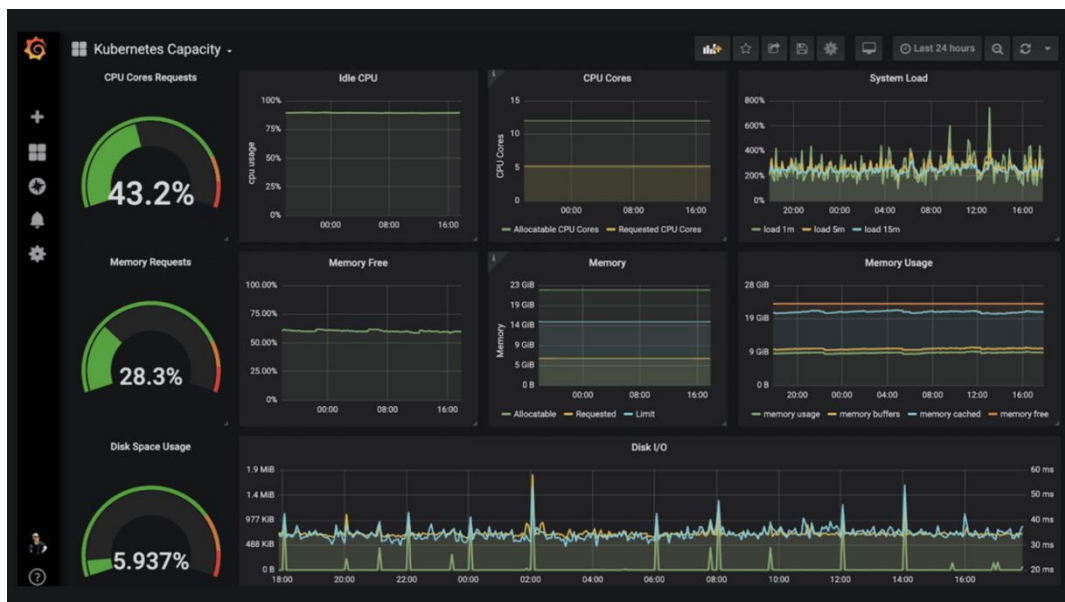 Kubernetes Capacity
Last 24 hours
CPU Cores Requests
43.2%
Idle CPU
cpu usage
100%
75%
50%
25%
0%
00:00 08:00 16:00
CPU Cores
CPU Cores
15
10
5
0
00:00 08:00 16:00
Allocatable CPU Cores Requested CPU Cores
System Load
800%
600%
400%
200%
0%
20:00 00:00 04:00 08:00 12:00 16:00
load 1m load 5m load 15m
Memory Requests
28.3%
Memory Free
100.00%
75.00%
50.00%
25.00%
0%
00:00 08:00 16:00
Memory
Memory
23 GiB
19 GiB
14 GiB
9 GiB
5 GiB
0 B
00:00 08:00 16:00
Allocatable Requested Limit
Memory Usage
28 GiB
19 GiB
9 GiB
0 B
20:00 00:00 04:00 08:00 12:00 16:00
memory usage memory buffers memory cached memory free
Disk Space Usage
5.937%
Disk I/O
1.9 MiB
1.4 MiB
977 KiB
488 KiB
0 B
60 ms
50 ms
40 ms
30 ms
20 ms
18:00 20:00 22:00 00:00 02:00 04:00 06:00 08:00 10:00 12:00 14:00 16:00